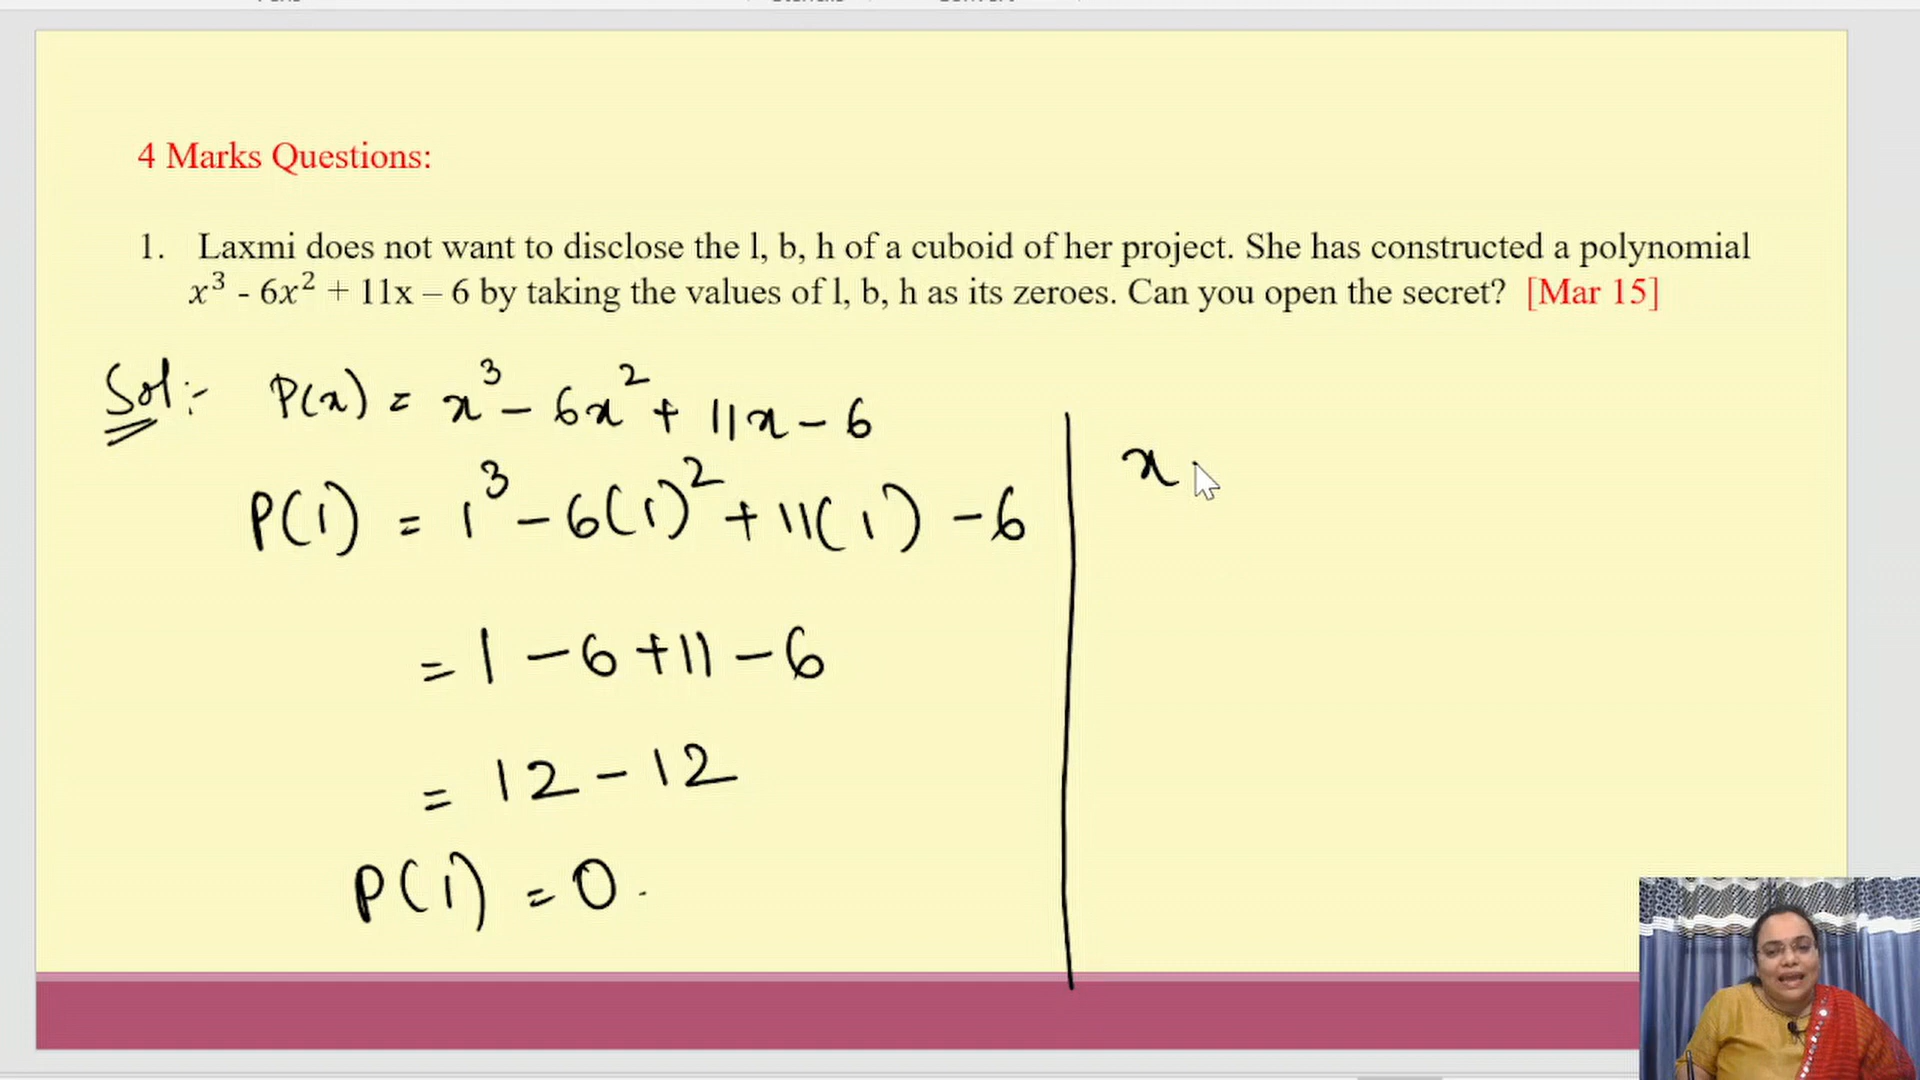 4 Marks Questions:
1. Laxmi does not want to disclose the l, b, h of a cuboid of her project. She has constructed a polynomial
x³ - 6x² + 11x – 6 by taking the values of l, b, h as its zeroes. Can you open the secret? [Mar 15]
Sol:- P(x) = x³ - 6x² + 11x - 6
P(1) = 1³ - 6(1)² + 11(1) - 6
= 1 - 6 + 11 - 6
= 12 - 12
P(1) = 0.
x